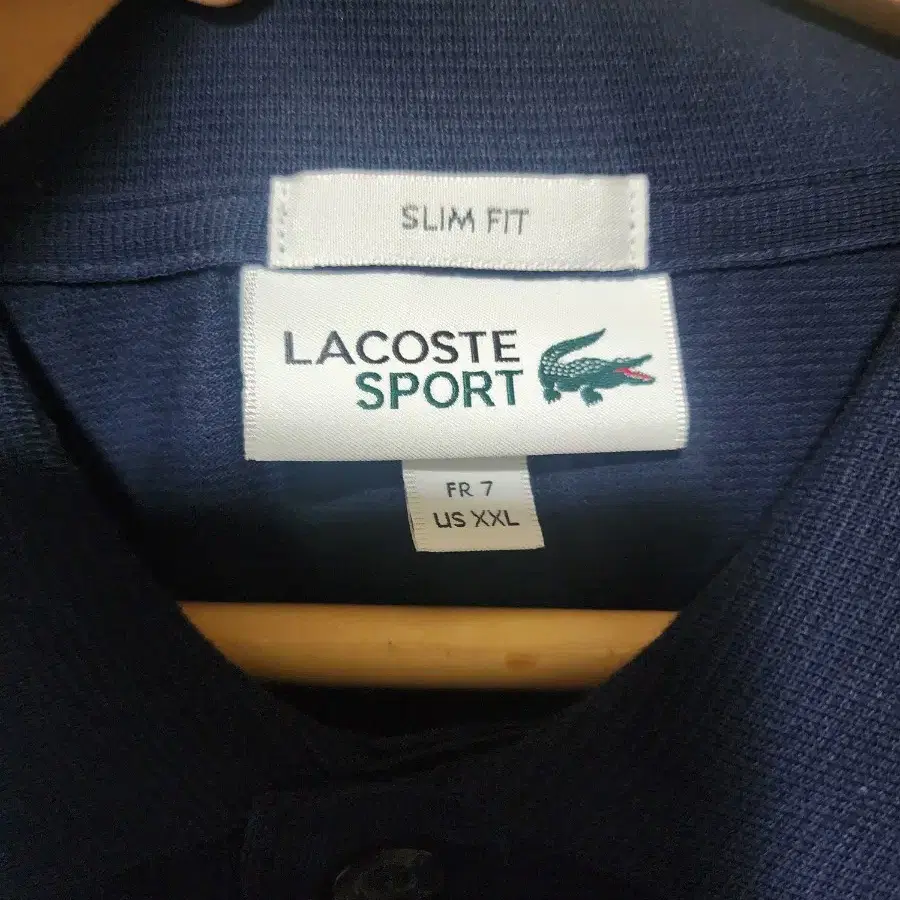 SLIM FIT
LACOSTE
SPORT
FR 7
US XXL